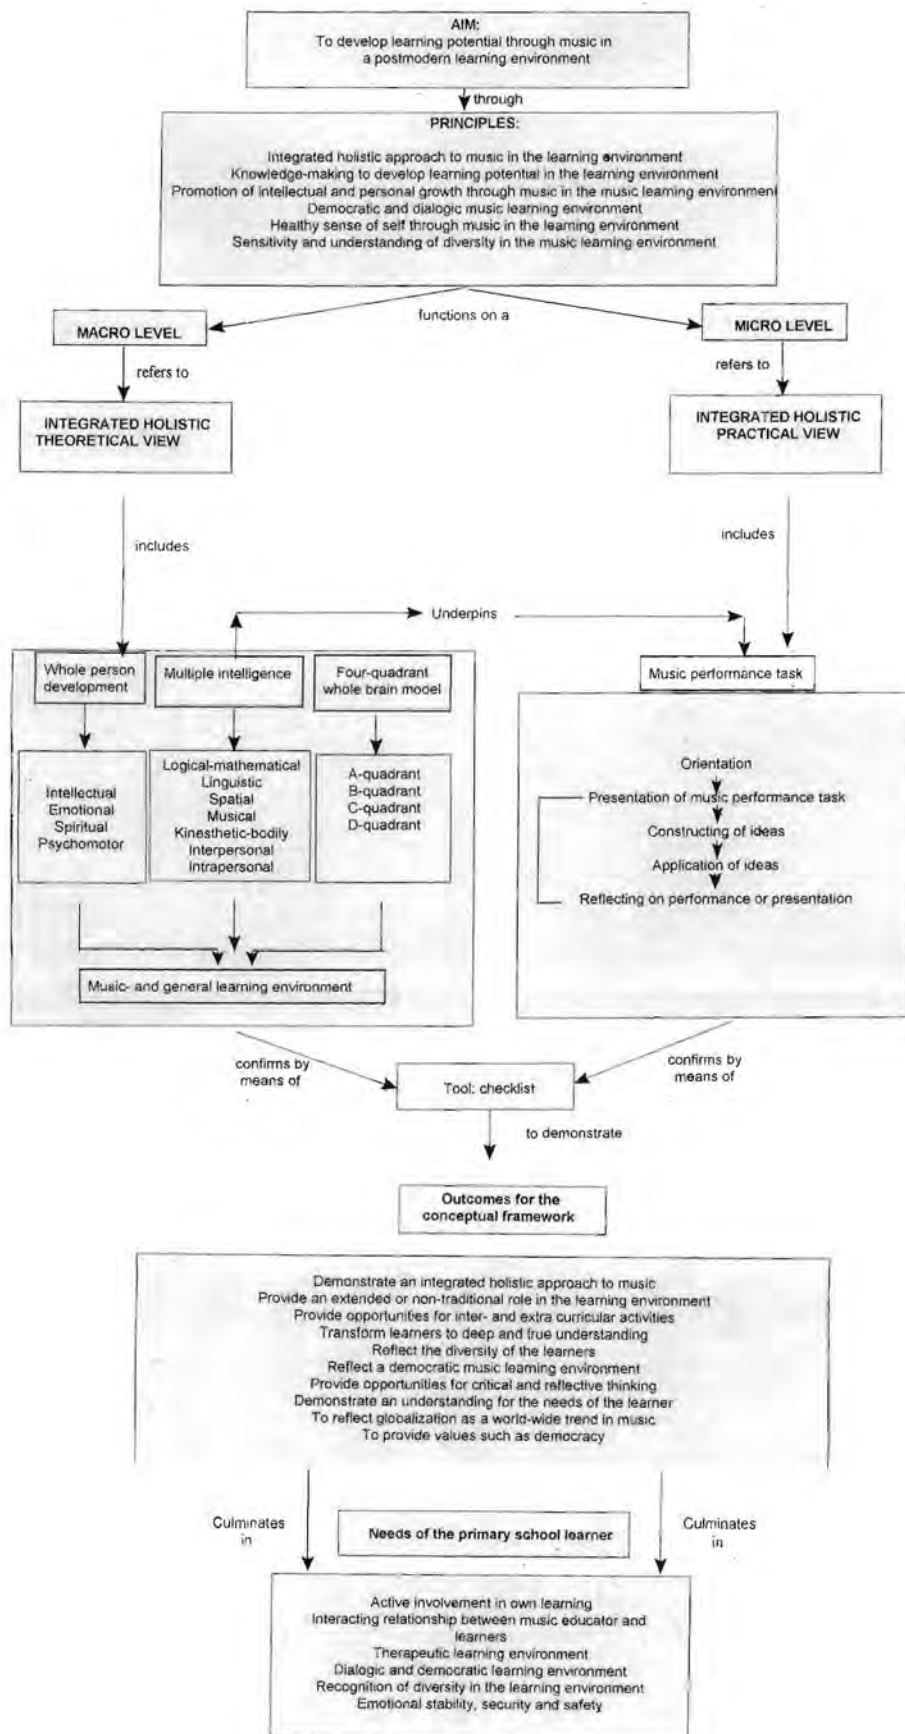 AIM:
To develop learning potential through music in
a postmodern learning environment
through
PRINCIPLES:
Integrated holistic approach to music in the learning environment
Knowledge-making to develop learning potential in the learning environment
Promotion of intellectual and personal growth through music in the music learning environment
Democratic and dialogic music learning environment
Healthy sense of self through music in the learning environment
Sensitivity and understanding of diversity in the music learning environment
functions on a
MACRO LEVEL
MICRO LEVEL
refers to
refers to
INTEGRATED HOLISTIC
THEORETICAL VIEW
INTEGRATED HOLISTIC
PRACTICAL VIEW
includes
includes
Underpins
Whole person
development
Multiple intelligence
Four-quadrant
whole brain model
Music performance task
Intellectual
Emotional
Spiritual
Psychomotor
Logical-mathematical
Linguistic
Spatial
Musical
Kinesthetic-bodily
Interpersonal
Intrapersonal
A-quadrant
B-quadrant
C-quadrant
D-quadrant
Orientation
Presentation of music performance task
Constructing of ideas
Application of ideas
Reflecting on performance or presentation
Music- and general learning environment
confirms by
means of
confirms by
means of
Tool: checklist
to demonstrate
Outcomes for the
conceptual framework
Demonstrate an integrated holistic approach to music
Provide an extended or non-traditional role in the learning environment
Provide opportunities for inter- and extra curricular activities
Transform learners to deep and true understanding
Reflect the diversity of the learners
Reflect a democratic music learning environment
Provide opportunities for critical and reflective thinking
Demonstrate an understanding for the needs of the learner
To reflect globalization as a world-wide trend in music
To provide values such as democracy
Culminates
in
Needs of the primary school learner
Culminates
in
Active involvement in own learning
Interacting relationship between music educator and
learners
Therapeutic learning environment
Dialogic and democratic learning environment
Recognition of diversity in the learning environment
Emotional stability, security and safety